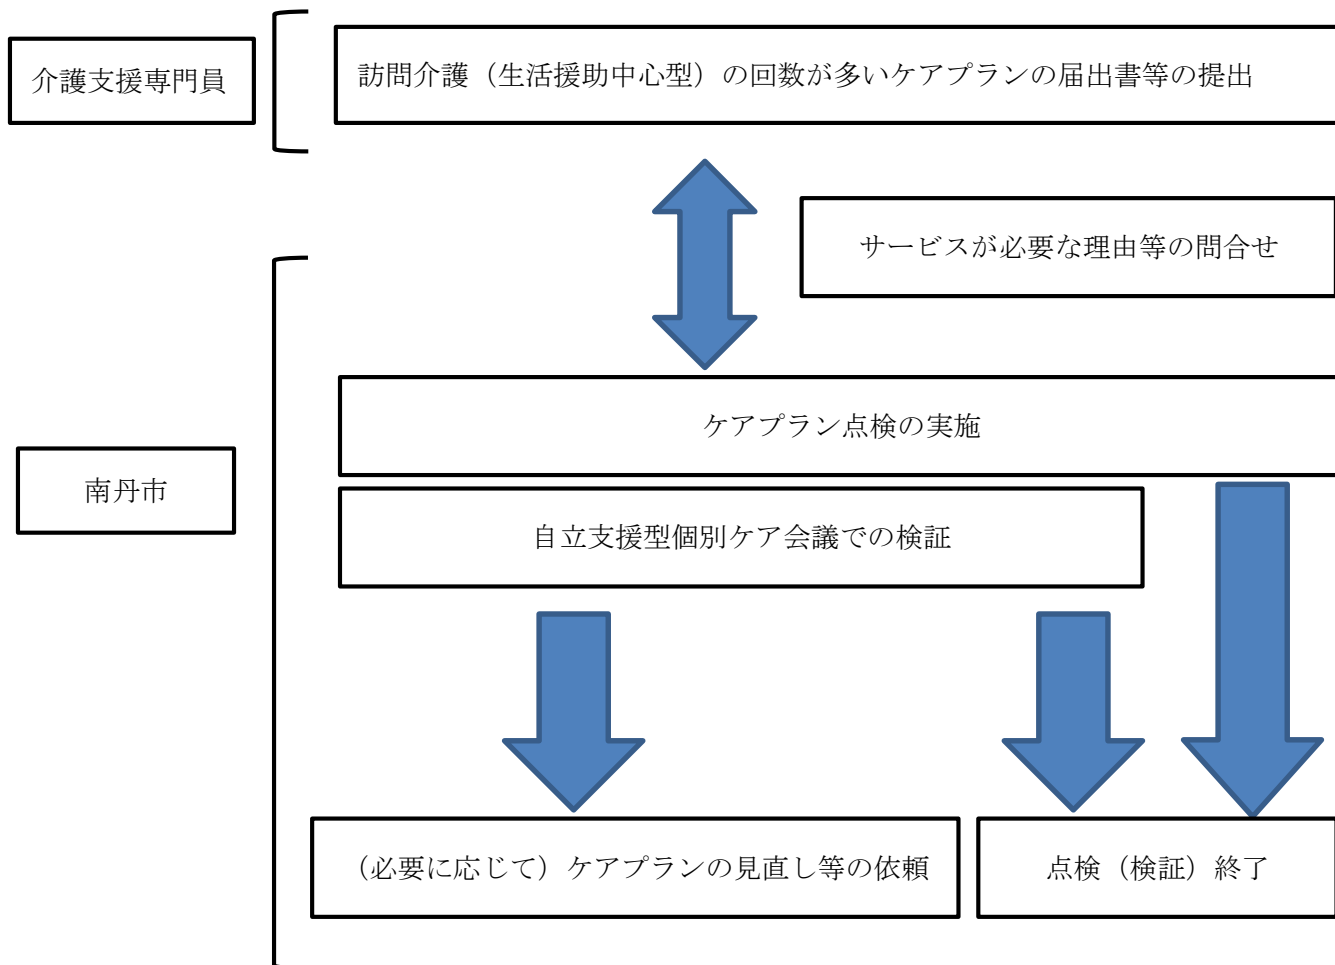 介護支援専門員
訪問介護（生活援助中心型）の回数が多いケアプランの届出書等の提出
サービスが必要な理由等の問合せ
ケアプラン点検の実施
南丹市
自立支援型個別ケア会議での検証
（必要に応じて）ケアプランの見直し等の依頼
点検（検証）終了